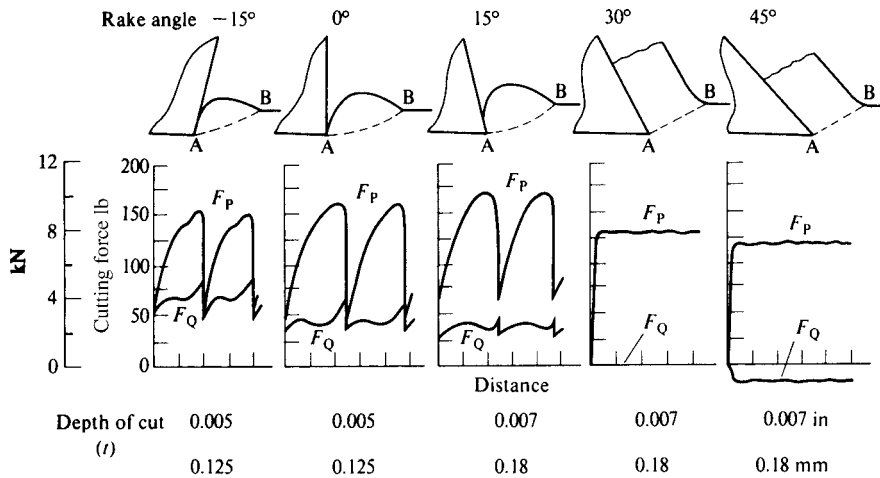 Rake angle −15° 0° 15° 30° 45°
B B B B B
A A A A A
12 200
F_P F_P F_P F_P F_P
150
8
kN
Cutting force lb
100
4
50
F_Q F_Q F_Q F_Q F_Q
0 0
Distance
Depth of cut 0.005 0.005 0.007 0.007 0.007 in
(t)
0.125 0.125 0.18 0.18 0.18 mm